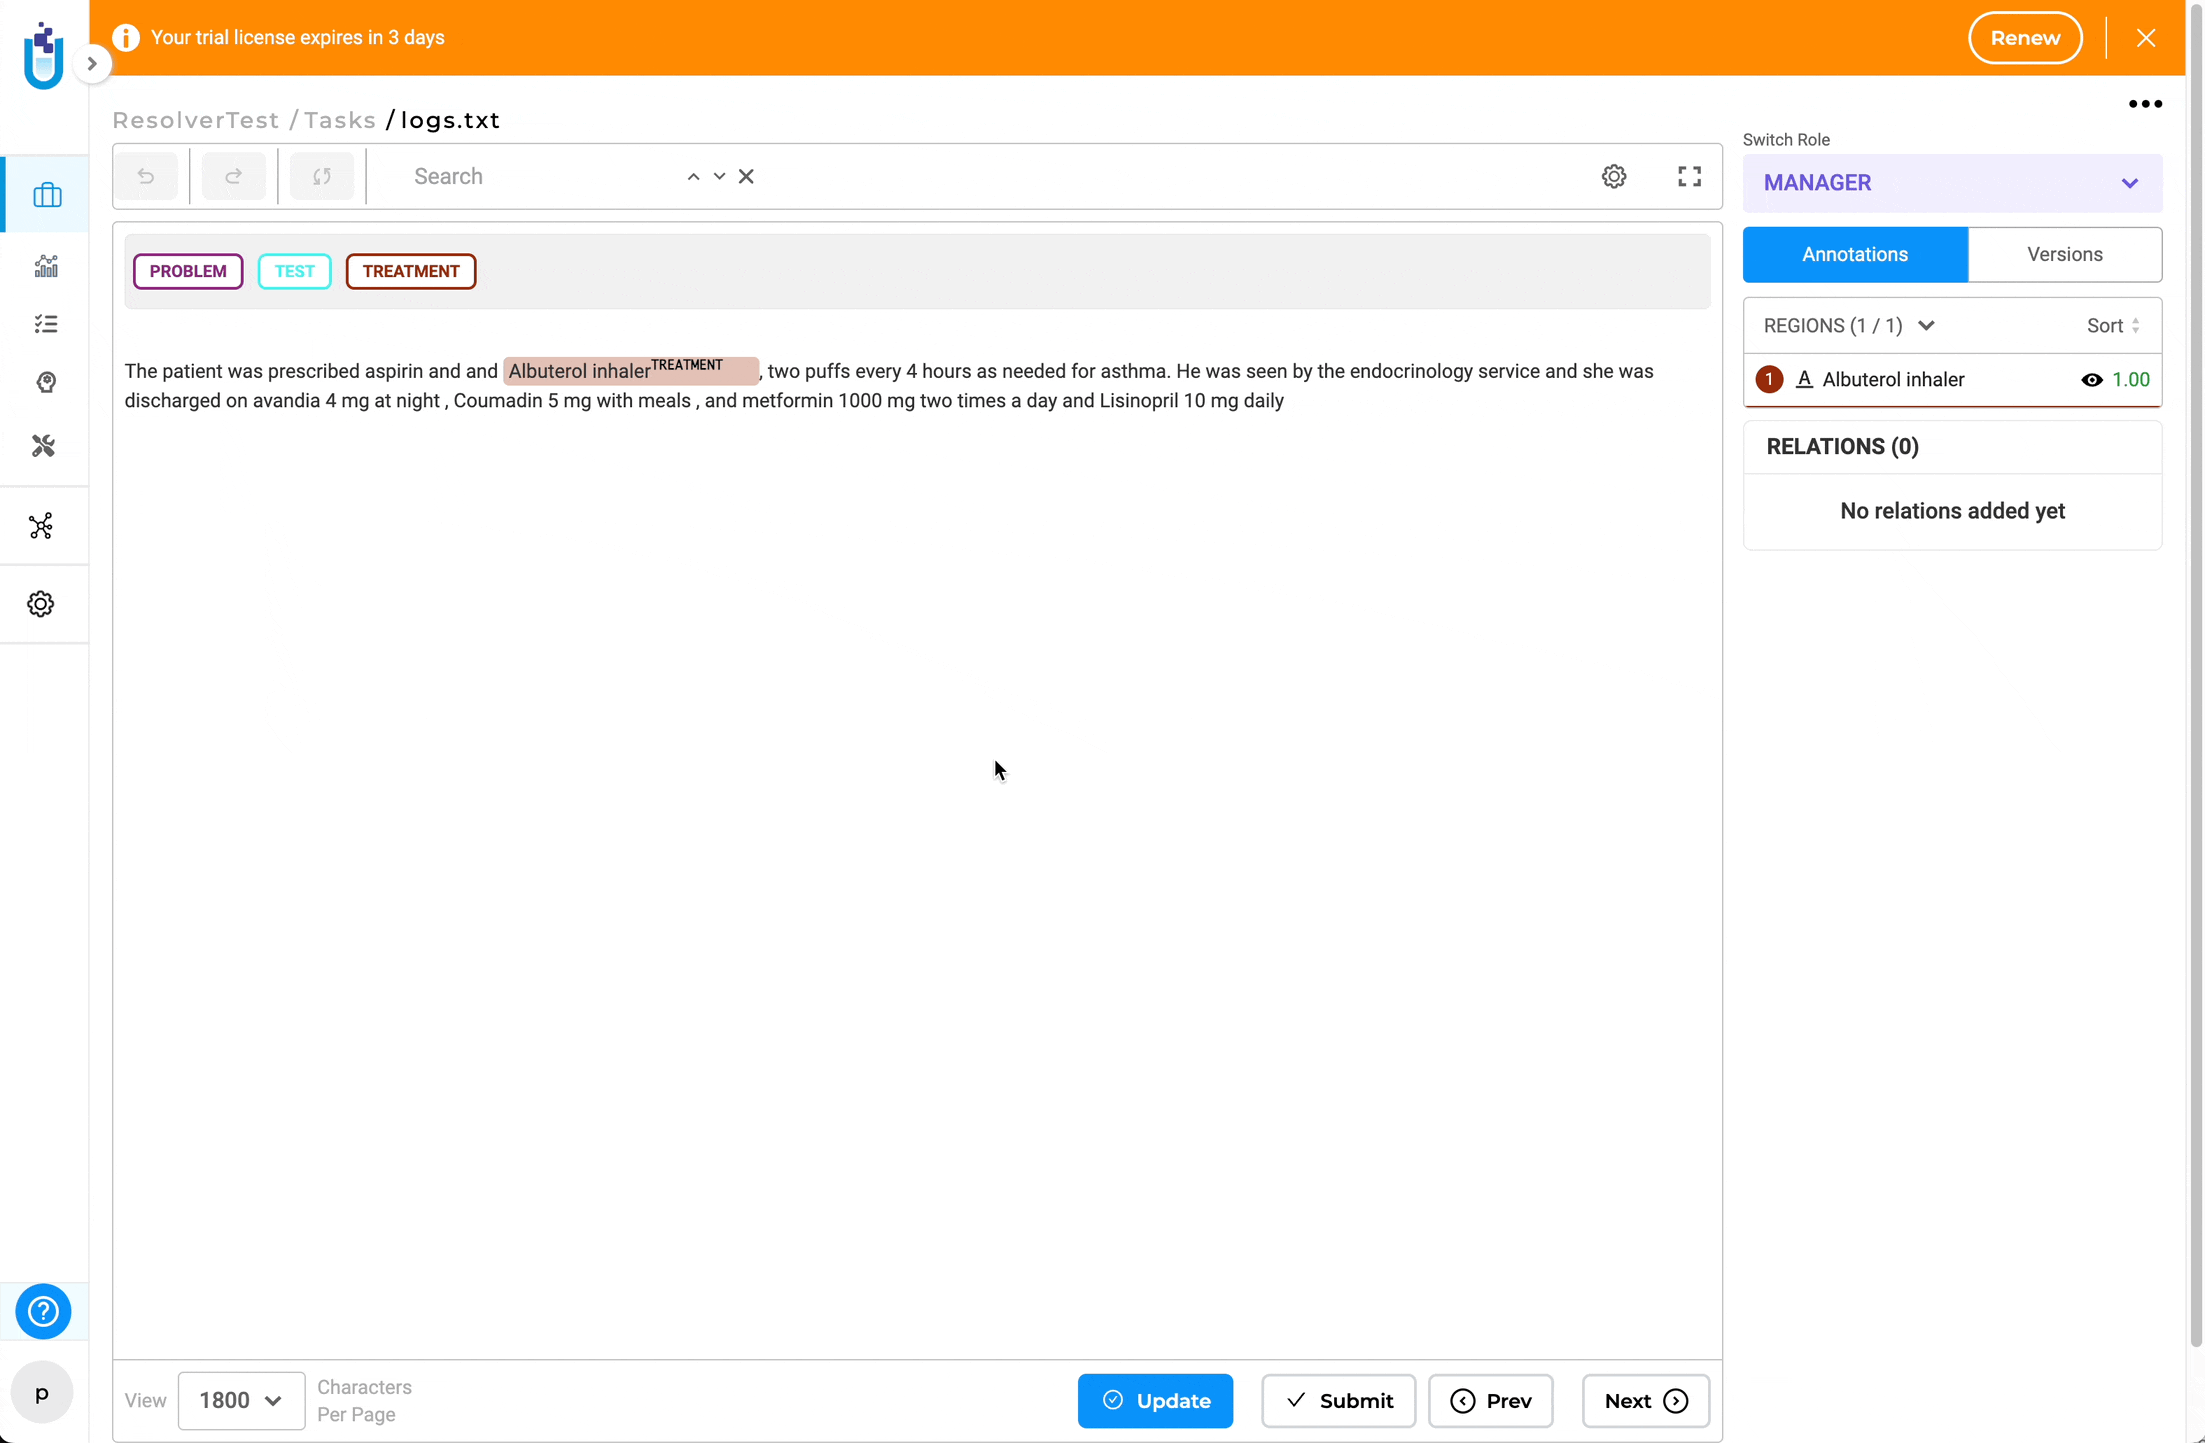 Your trial license expires in 3 days
Renew
ResolverTest / Tasks / logs.txt
Search
Switch Role
MANAGER
Annotations
Versions
PROBLEM
TEST
TREATMENT
REGIONS (1 / 1)
Sort
1 A Albuterol inhaler 1.00
RELATIONS (0)
No relations added yet
The patient was prescribed aspirin and and Albuterol inhaler TREATMENT , two puffs every 4 hours as needed for asthma. He was seen by the endocrinology service and she was
discharged on avandia 4 mg at night , Coumadin 5 mg with meals , and metformin 1000 mg two times a day and Lisinopril 10 mg daily
p
View
1800
Characters
Per Page
Update
Submit
Prev
Next